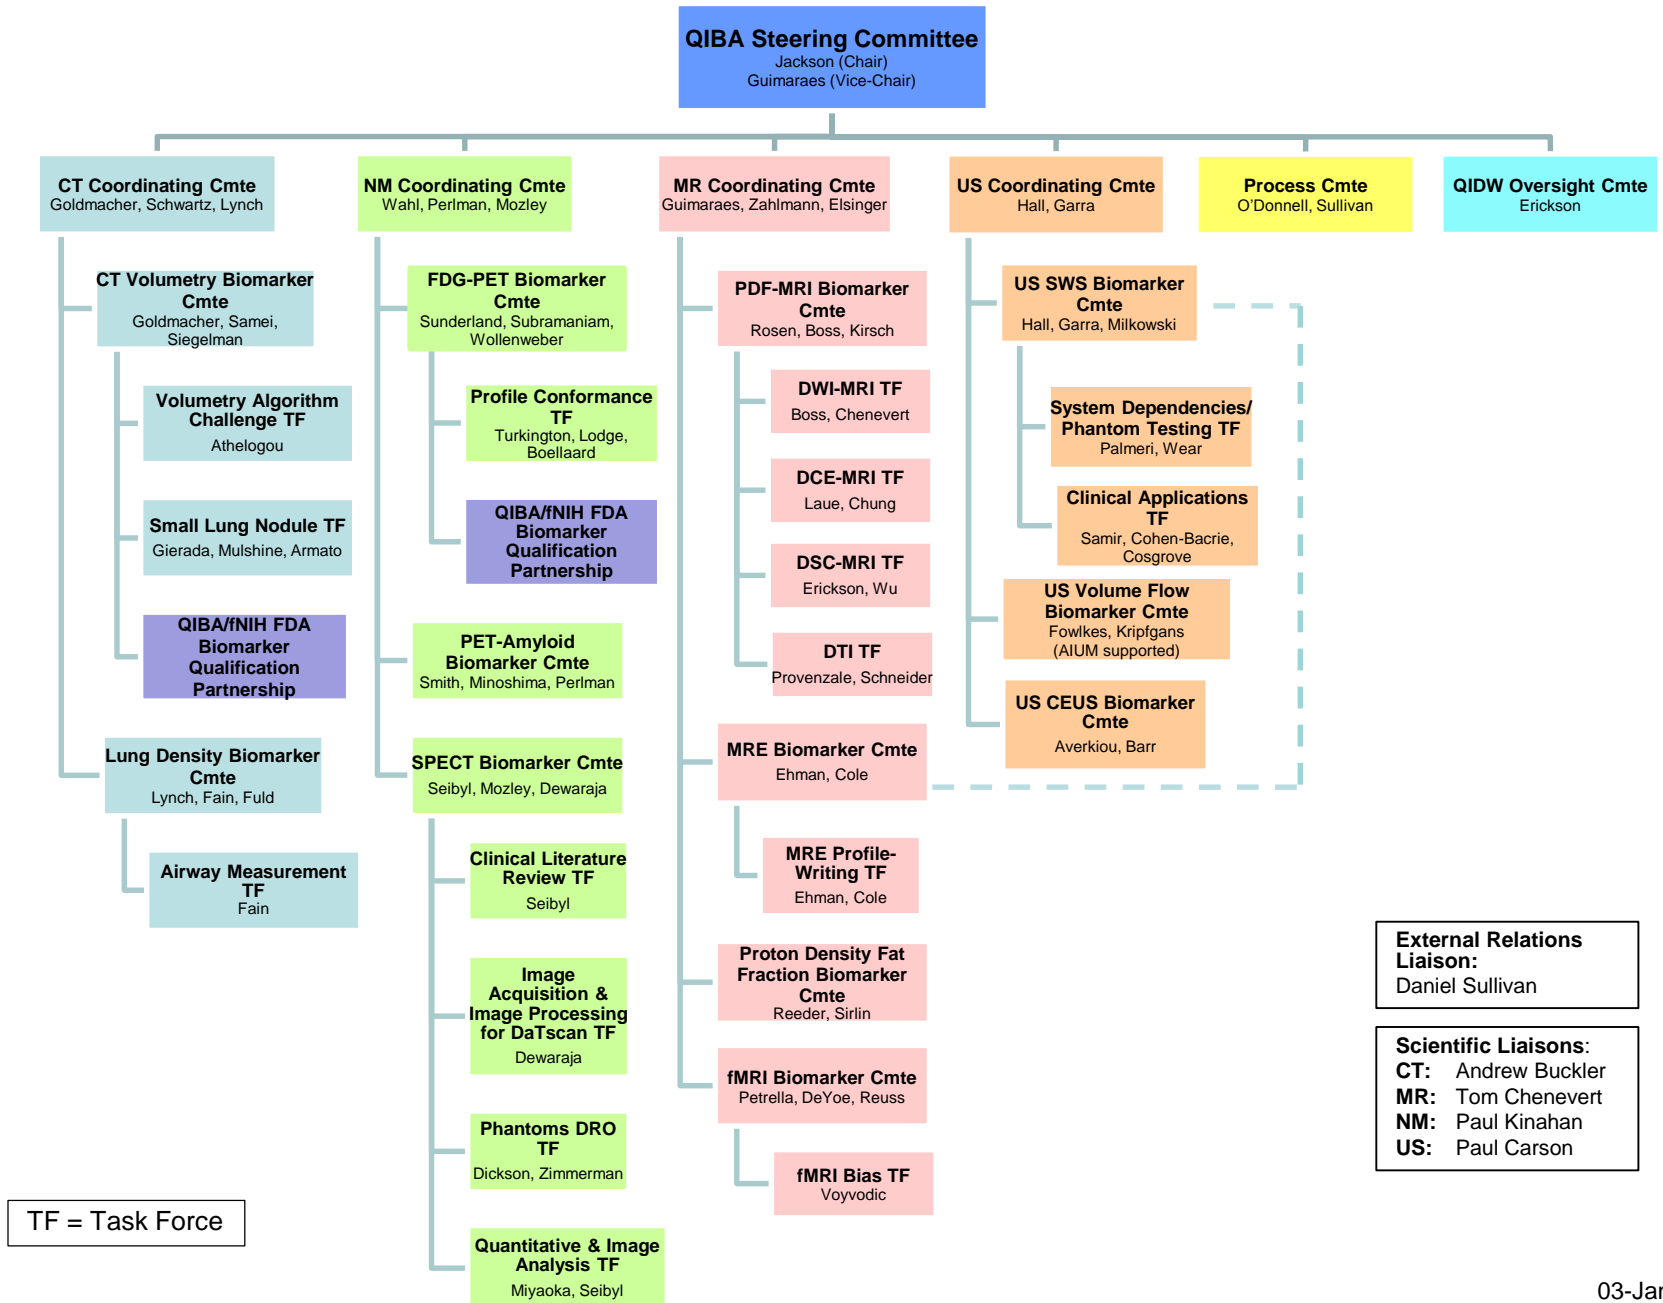 QIBA Steering Committee
Jackson (Chair)
Guimaraes (Vice-Chair)
CT Coordinating Cmte
Goldmacher, Schwartz, Lynch
NM Coordinating Cmte
Wahl, Perlman, Mozley
MR Coordinating Cmte
Guimaraes, Zahlmann, Elsinger
US Coordinating Cmte
Hall, Garra
Process Cmte
O’Donnell, Sullivan
QIDW Oversight Cmte
Erickson
CT Volumetry Biomarker
Cmte
Goldmacher, Samei,
Siegelman
Volumetry Algorithm
Challenge TF
Athelogou
Small Lung Nodule TF
Gierada, Mulshine, Armato
QIBA/fNIH FDA
Biomarker
Qualification
Partnership
Lung Density Biomarker
Cmte
Lynch, Fain, Fuld
Airway Measurement
TF
Fain
FDG-PET Biomarker
Cmte
Sunderland, Subramaniam,
Wollenweber
Profile Conformance
TF
Turkington, Lodge,
Boellaard
QIBA/fNIH FDA
Biomarker
Qualification
Partnership
PET-Amyloid
Biomarker Cmte
Smith, Minoshima, Perlman
SPECT Biomarker Cmte
Seibyl, Mozley, Dewaraja
Clinical Literature
Review TF
Seibyl
Image
Acquisition &
Image Processing
for DaTscan TF
Dewaraja
Phantoms DRO
TF
Dickson, Zimmerman
Quantitative & Image
Analysis TF
Miyaoka, Seibyl
PDF-MRI Biomarker
Cmte
Rosen, Boss, Kirsch
DWI-MRI TF
Boss, Chenevert
DCE-MRI TF
Laue, Chung
DSC-MRI TF
Erickson, Wu
DTI TF
Provenzale, Schneider
MRE Biomarker Cmte
Ehman, Cole
MRE Profile-
Writing TF
Ehman, Cole
Proton Density Fat
Fraction Biomarker
Cmte
Reeder, Sirlin
fMRI Biomarker Cmte
Petrella, DeYoe, Reuss
fMRI Bias TF
Voyvodic
US SWS Biomarker
Cmte
Hall, Garra, Milkowski
System Dependencies/
Phantom Testing TF
Palmeri, Wear
Clinical Applications
TF
Samir, Cohen-Bacrie,
Cosgrove
US Volume Flow
Biomarker Cmte
Fowlkes, Kripfgans
(AIUM supported)
US CEUS Biomarker
Cmte
Averkiou, Barr
External Relations
Liaison:
Daniel Sullivan
Scientific Liaisons:
CT: Andrew Buckler
MR: Tom Chenevert
NM: Paul Kinahan
US: Paul Carson
TF = Task Force
03-Jan